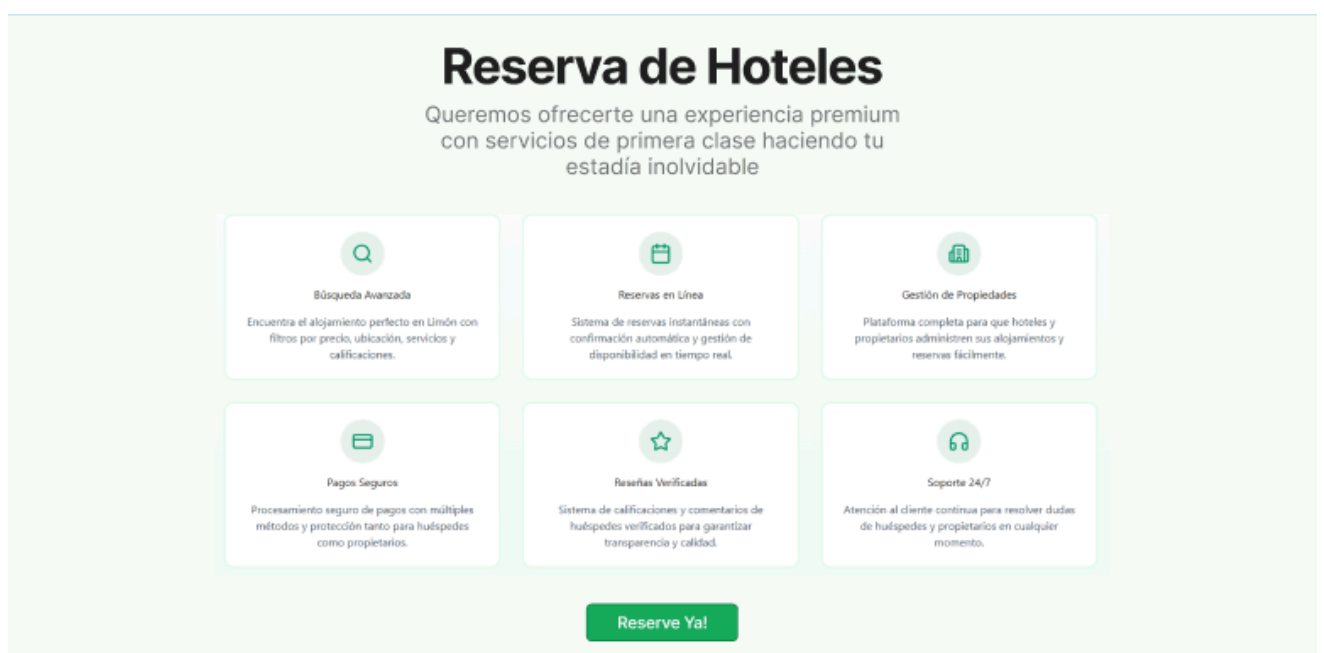 Reserva de Hoteles
Queremos ofrecerte una experiencia premium
con servicios de primera clase haciendo tu
estadía inolvidable
Búsqueda Avanzada
Encuentra el alojamiento perfecto en Limón con
filtros por precio, ubicación, servicios y
calificaciones.
Reservas en Línea
Sistema de reservas instantáneas con
confirmación automática y gestión de
disponibilidad en tiempo real.
Gestión de Propiedades
Plataforma completa para que hoteles y
propietarios administren sus alojamientos y
reservas fácilmente.
Pagos Seguros
Procesamiento seguro de pagos con múltiples
métodos y protección tanto para huéspedes
como propietarios.
Reseñas Verificadas
Sistema de calificaciones y comentarios de
huéspedes verificados para garantizar
transparencia y calidad.
Soporte 24/7
Atención al cliente continua para resolver dudas
de huéspedes y propietarios en cualquier
momento.
Reserve Ya!